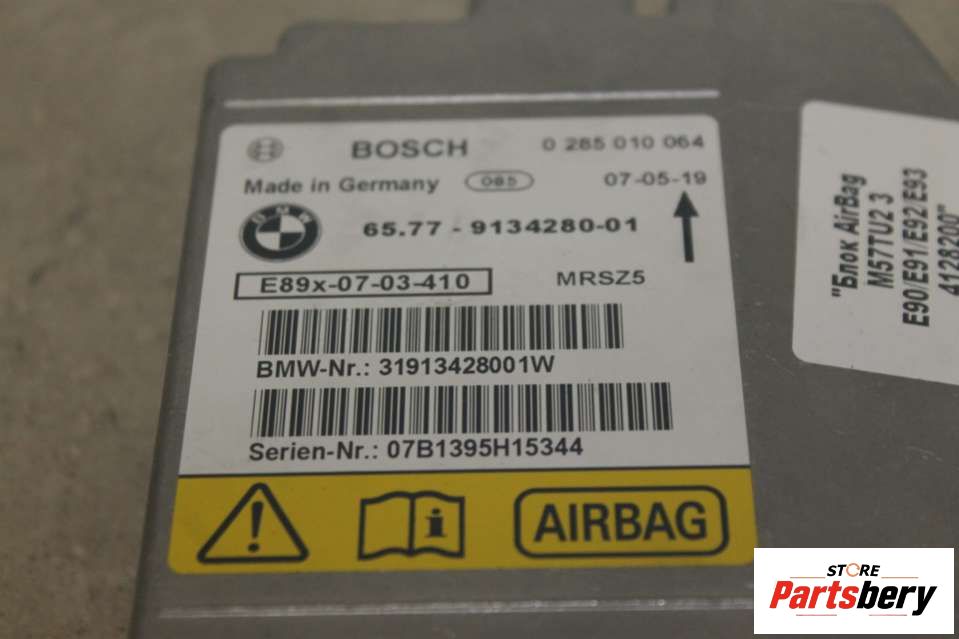 BOSCH 0 285 010 064
Made in Germany 085 07-05-19
BMW 65.77 - 9134280-01
E89x-07-03-410 MRSZ5
BMW-Nr.: 31913428001W
Serien-Nr.: 07B1395H15344
AIRBAG
"Блок AirBag
M57TU2 3
E90/E91/E92/E93
4128200"
STORE
Partsbery